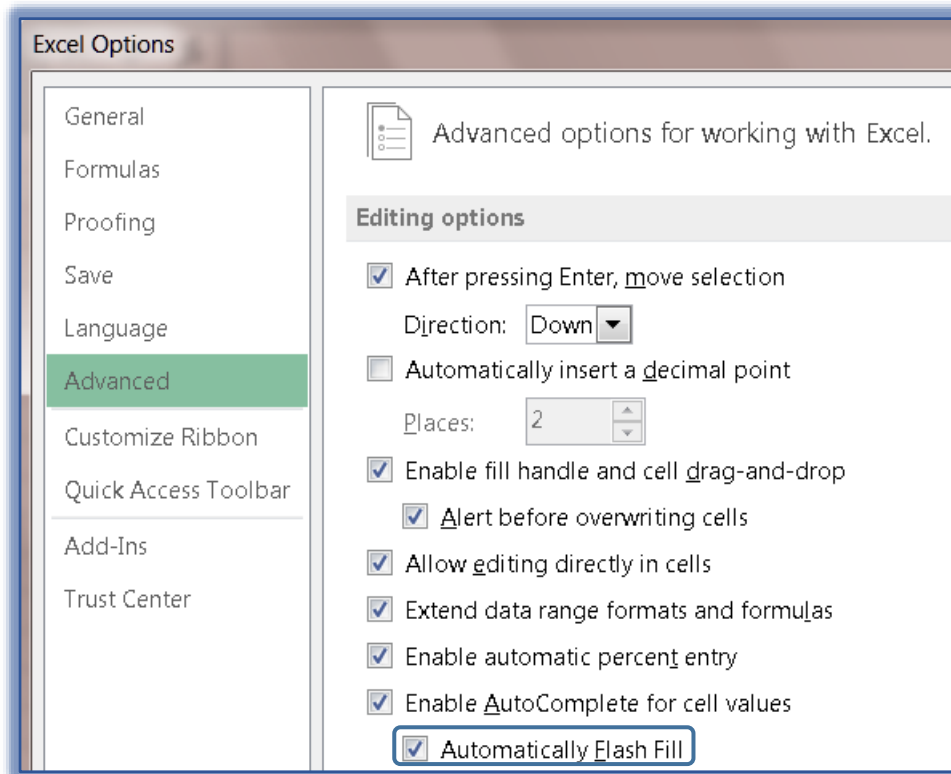 Excel Options
General
Formulas
Proofing
Save
Language
Advanced
Customize Ribbon
Quick Access Toolbar
Add-Ins
Trust Center
Advanced options for working with Excel.
Editing options
After pressing Enter, move selection
Direction: Down
Automatically insert a decimal point
Places: 2
Enable fill handle and cell drag-and-drop
Alert before overwriting cells
Allow editing directly in cells
Extend data range formats and formulas
Enable automatic percent entry
Enable AutoComplete for cell values
Automatically Flash Fill